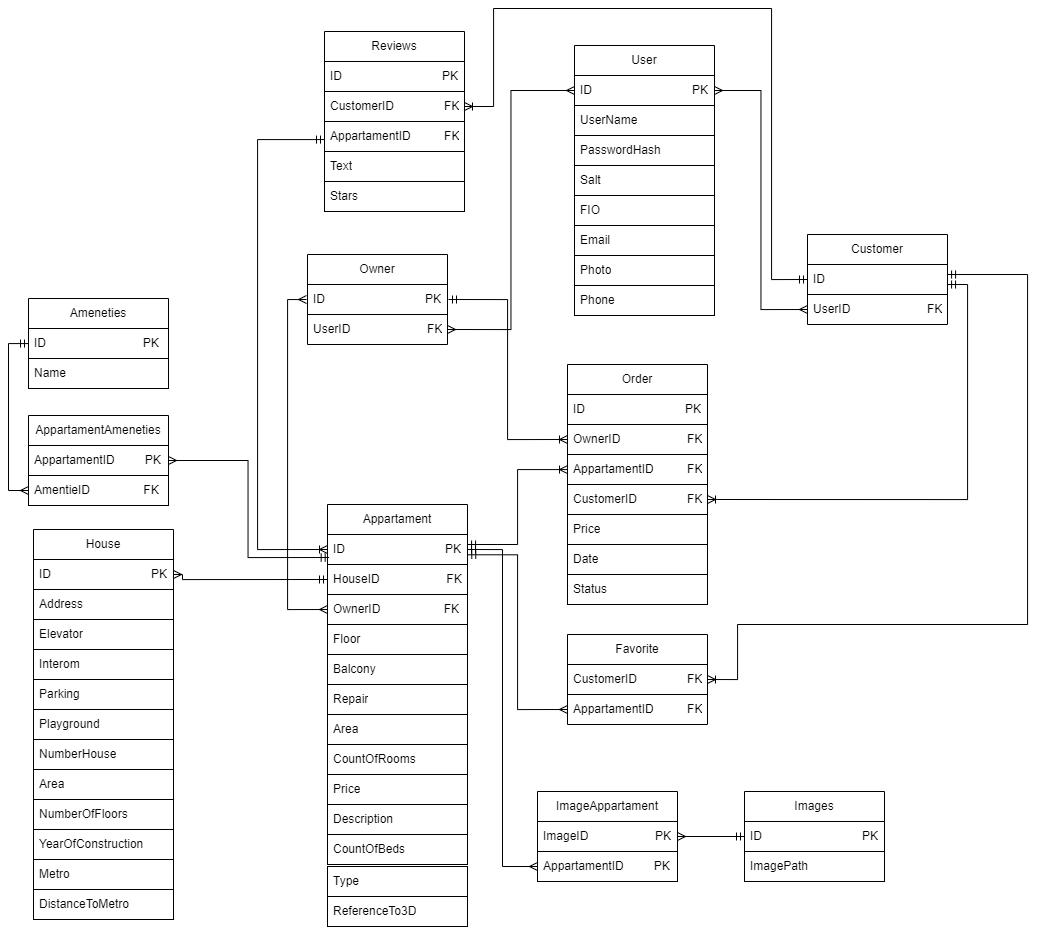 Reviews
ID PK
CustomerID FK
AppartamentID FK
Text
Stars
User
ID PK
UserName
PasswordHash
Salt
FIO
Email
Photo
Phone
Customer
ID
UserID FK
Owner
ID PK
UserID FK
Ameneties
ID PK
Name
AppartamentAmeneties
AppartamentID PK
AmentieID FK
Order
ID PK
OwnerID FK
AppartamentID FK
CustomerID FK
Price
Date
Status
House
ID PK
Address
Elevator
Interom
Parking
Playground
NumberHouse
Area
NumberOfFloors
YearOfConstruction
Metro
DistanceToMetro
Appartament
ID PK
HouseID FK
OwnerID FK
Floor
Balcony
Repair
Area
CountOfRooms
Price
Description
CountOfBeds
Type
ReferenceTo3D
Favorite
CustomerID FK
AppartamentID FK
ImageAppartament
ImageID PK
AppartamentID PK
Images
ID PK
ImagePath